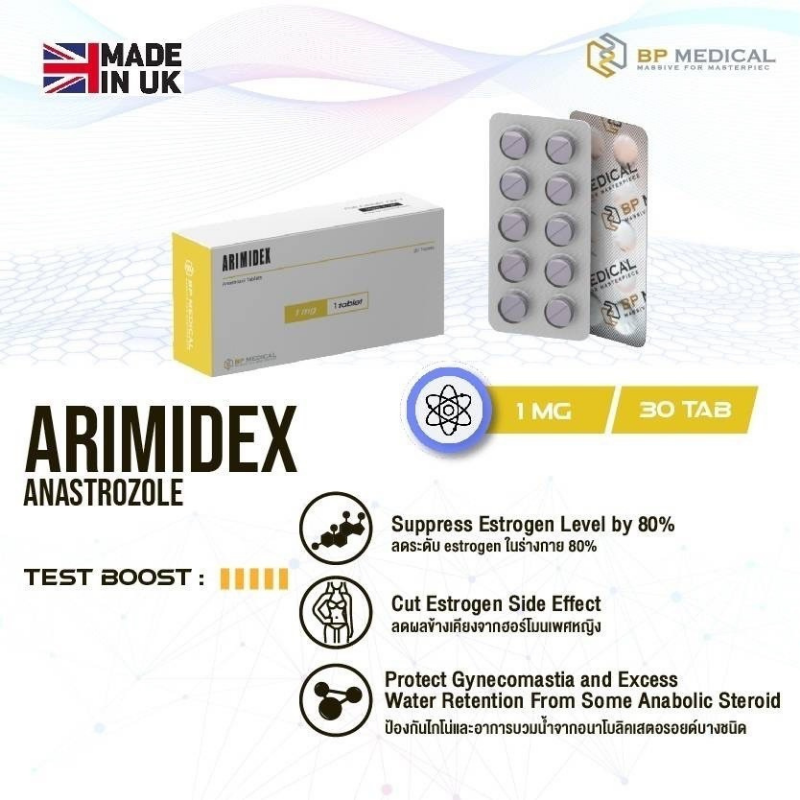 MADE
IN UK
BP MEDICAL
MASSIVE FOR MASTERPIEC
EDICAL
MASTERPIECE
BP
MEDICAL
MASTERPIECE
BP
ARIMIDEX
1 mg
1 tablet
BP MEDICAL
BP MEDICAL
ARIMIDEX
ANASTROZOLE
1 MG
30 TAB
TEST BOOST :
Suppress Estrogen Level by 80%
ลดระดับ estrogen ในร่างกาย 80%
Cut Estrogen Side Effect
ลดผลข้างเคียงจากฮอร์โมนเพศหญิง
Protect Gynecomastia and Excess
Water Retention From Some Anabolic Steroid
ป้องกันไกโน่และอาการบวมน้ำจากอนาโบลิคเสตอรอยด์บางชนิด